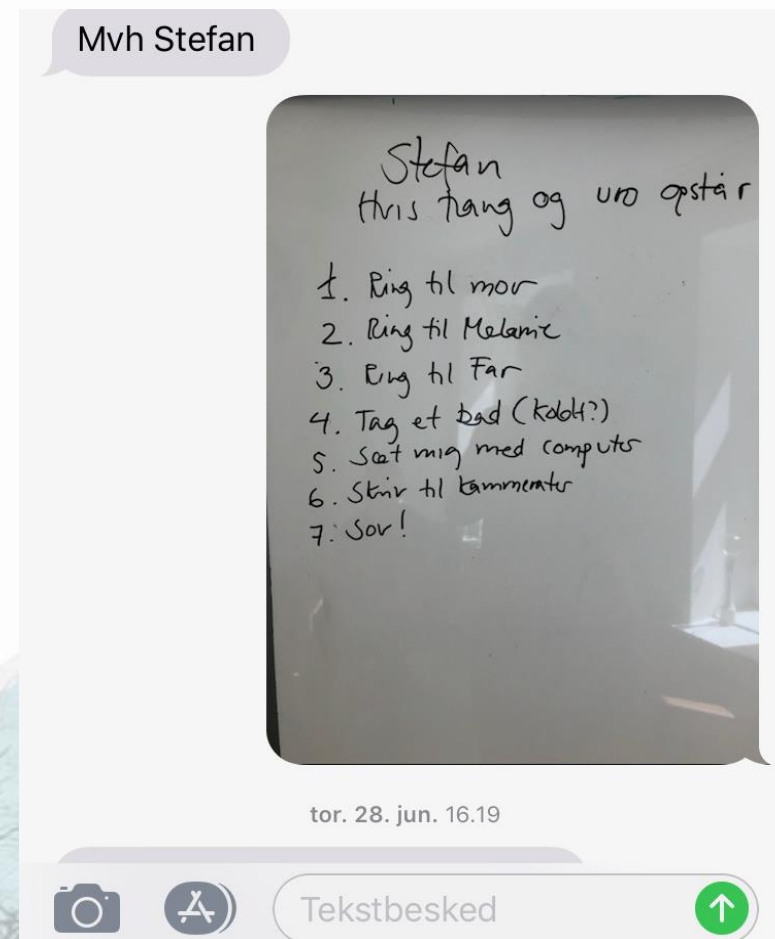 Mvh Stefan
Stefan
Hvis trang og uro opstår
1. Ring til mor
2. Ring til Melanie
3. Ring til Far
4. Tag et bad (koldt?)
5. Sæt mig med computer
6. Skriv til kammerater
7. Sov!
tor. 28. jun. 16.19
Tekstbesked